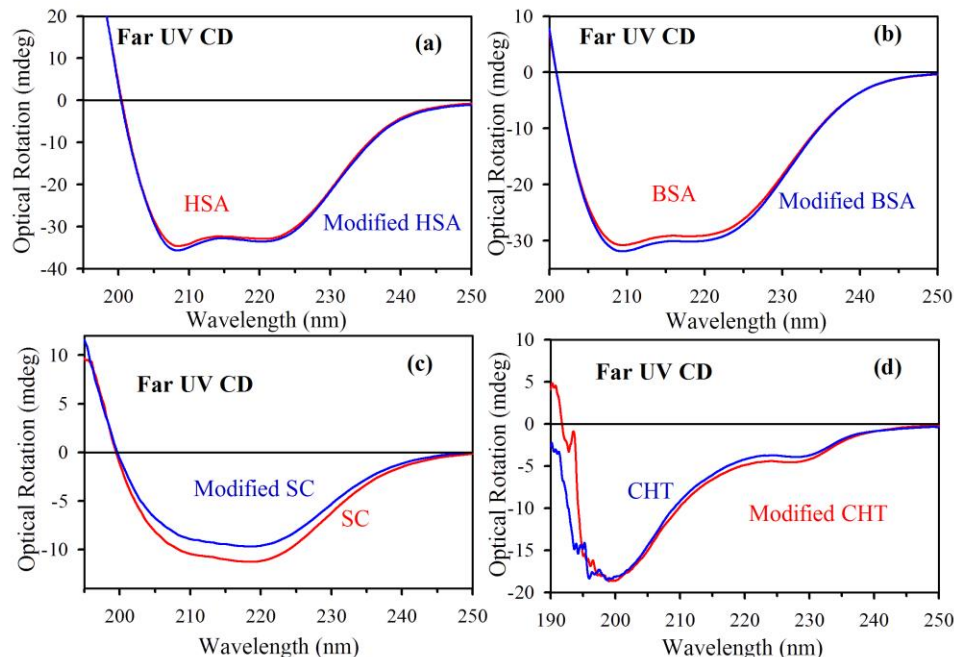 Far UV CD
(a)
20
10
0
-10
-20
-30
-40
Optical Rotation (mdeg)
HSA
Modified HSA
200
210
220
230
240
250
Wavelength (nm)
Far UV CD
(b)
10
0
-10
-20
-30
Optical Rotation (mdeg)
BSA
Modified BSA
200
210
220
230
240
250
Wavelength (nm)
Far UV CD
(c)
10
5
0
-5
-10
Optical Rotation (mdeg)
Modified SC
SC
200
210
220
230
240
250
Wavelength (nm)
Far UV CD
(d)
10
5
0
-5
-10
-15
-20
Optical Rotation (mdeg)
CHT
Modified CHT
190
200
210
220
230
240
250
Wavelength (nm)